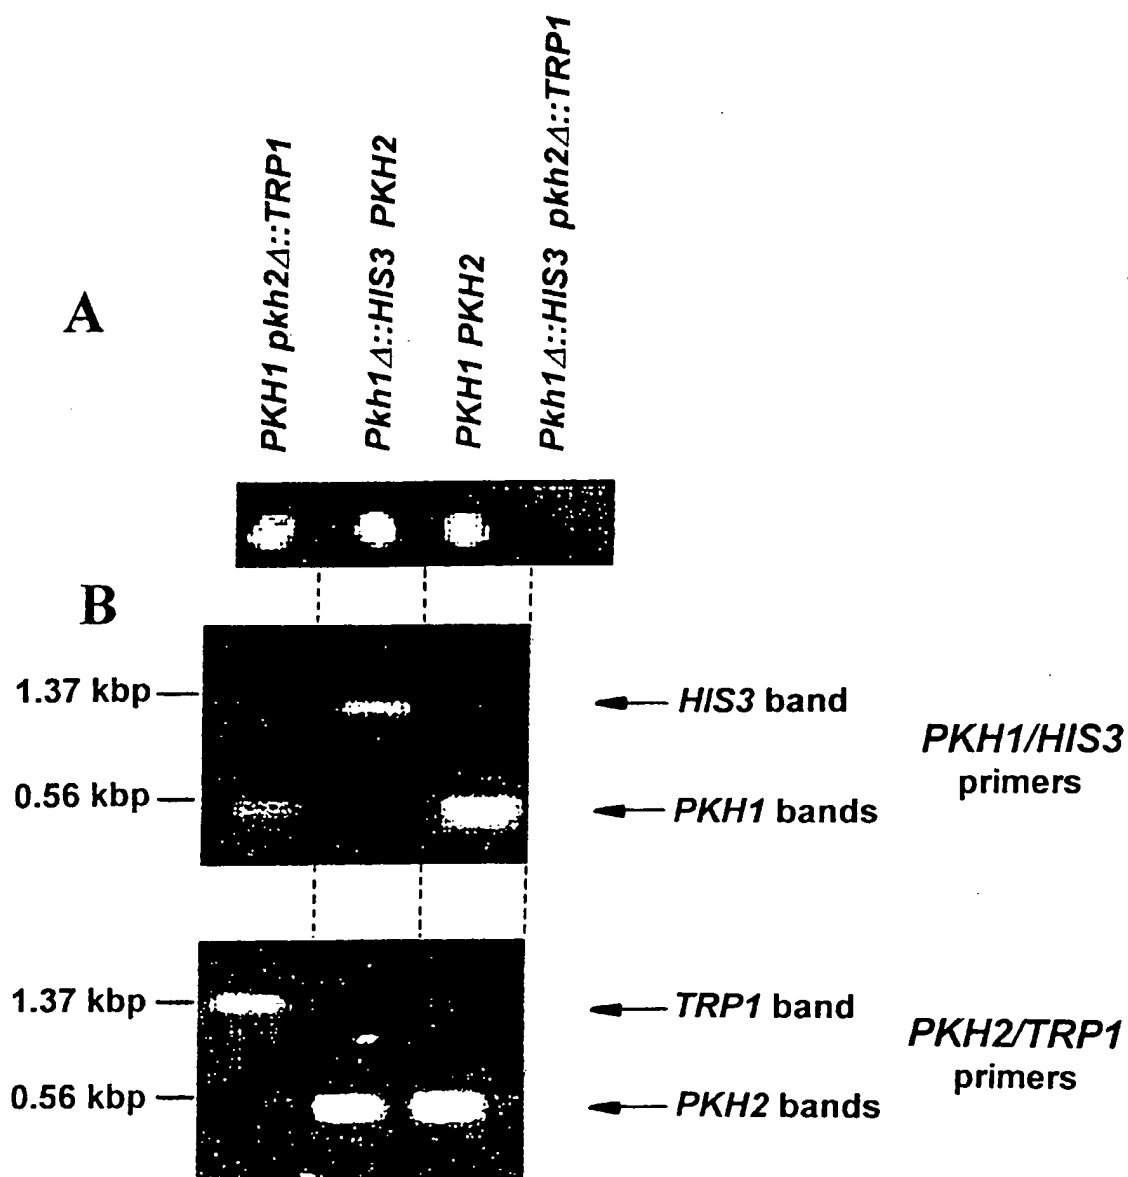 A
PKH1 pkh2Δ::TRP1
Pkh1Δ::HIS3 PKH2
PKH1 PKH2
Pkh1Δ::HIS3 pkh2Δ::TRP1
B
1.37 kbp
0.56 kbp
HIS3 band
PKH1 bands
PKH1/HIS3
primers
1.37 kbp
0.56 kbp
TRP1 band
PKH2 bands
PKH2/TRP1
primers